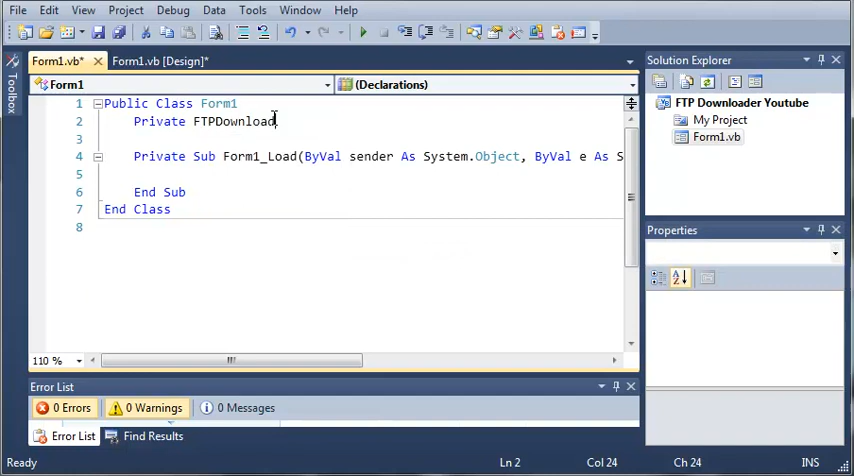 File Edit View Project Debug Data Tools Window Help
Form1.vb* Form1.vb [Design]*
Solution Explorer
Toolbox
Form1 (Declarations)
1 Public Class Form1
2 Private FTPDownload
3
4 Private Sub Form1_Load(ByVal sender As System.Object, ByVal e As S
5
6 End Sub
7 End Class
8
FTP Downloader Youtube
My Project
Form1.vb
Properties
110 %
Error List
0 Errors 0 Warnings 0 Messages
Error List Find Results
Ready Ln 2 Col 24 Ch 24 INS